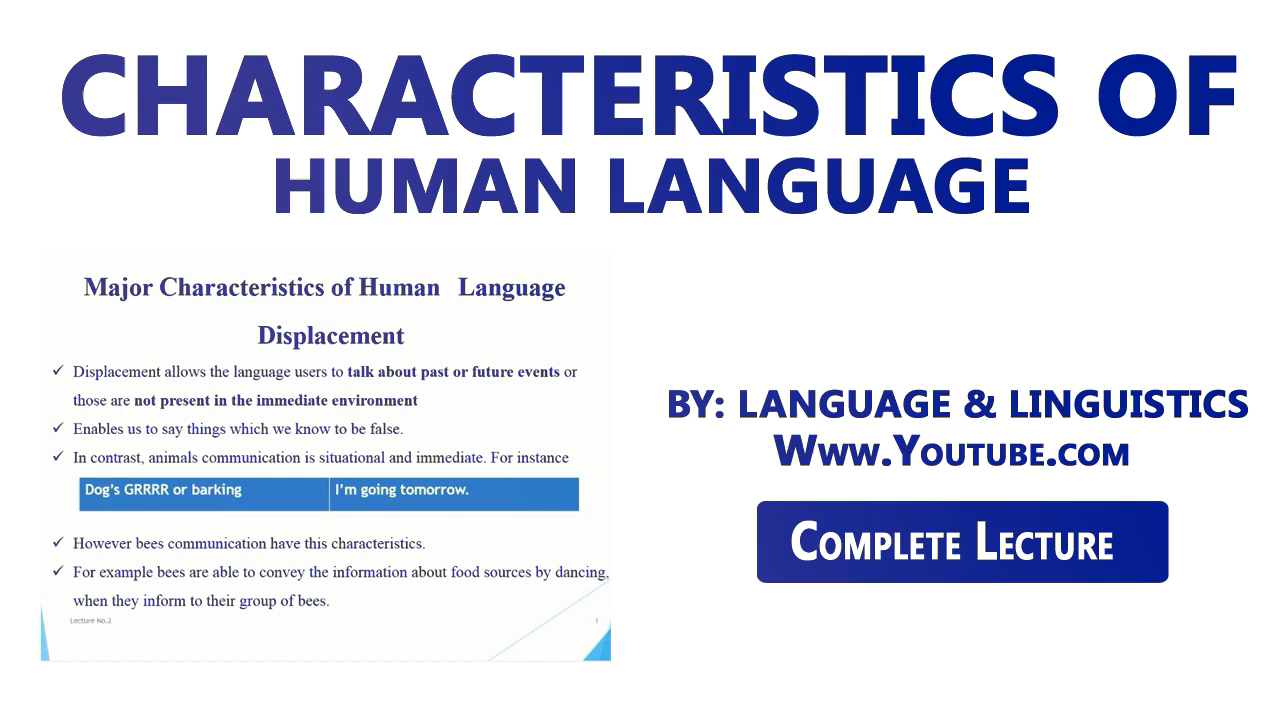 CHARACTERISTICS OF
HUMAN LANGUAGE
Major Characteristics of Human Language
Displacement
✓ Displacement allows the language users to talk about past or future events or
those are not present in the immediate environment
✓ Enables us to say things which we know to be false.
✓ In contrast, animals communication is situational and immediate. For instance
Dog's GRRRR or barking I'm going tomorrow.
✓ However bees communication have this characteristics.
✓ For example bees are able to convey the information about food sources by dancing,
when they inform to their group of bees.
Lecture No.2 1
BY: LANGUAGE & LINGUISTICS
WWW.YOUTUBE.COM
COMPLETE LECTURE